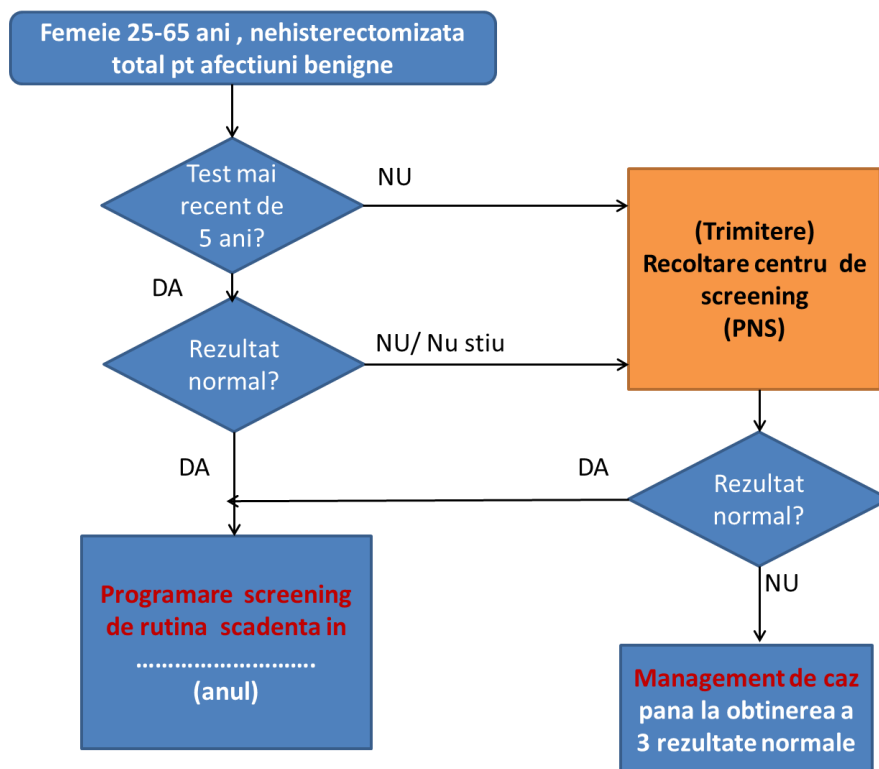 Femeie 25-65 ani , nehisterectomizata
total pt afectiuni benigne
Test mai
recent de
5 ani?
NU
(Trimitere)
Recoltare centru de
screening
(PNS)
DA
Rezultat
normal?
NU/ Nu stiu
DA
DA
Rezultat
normal?
NU
Programare screening
de rutina scadenta in
............................
(anul)
Management de caz
pana la obtinerea a
3 rezultate normale